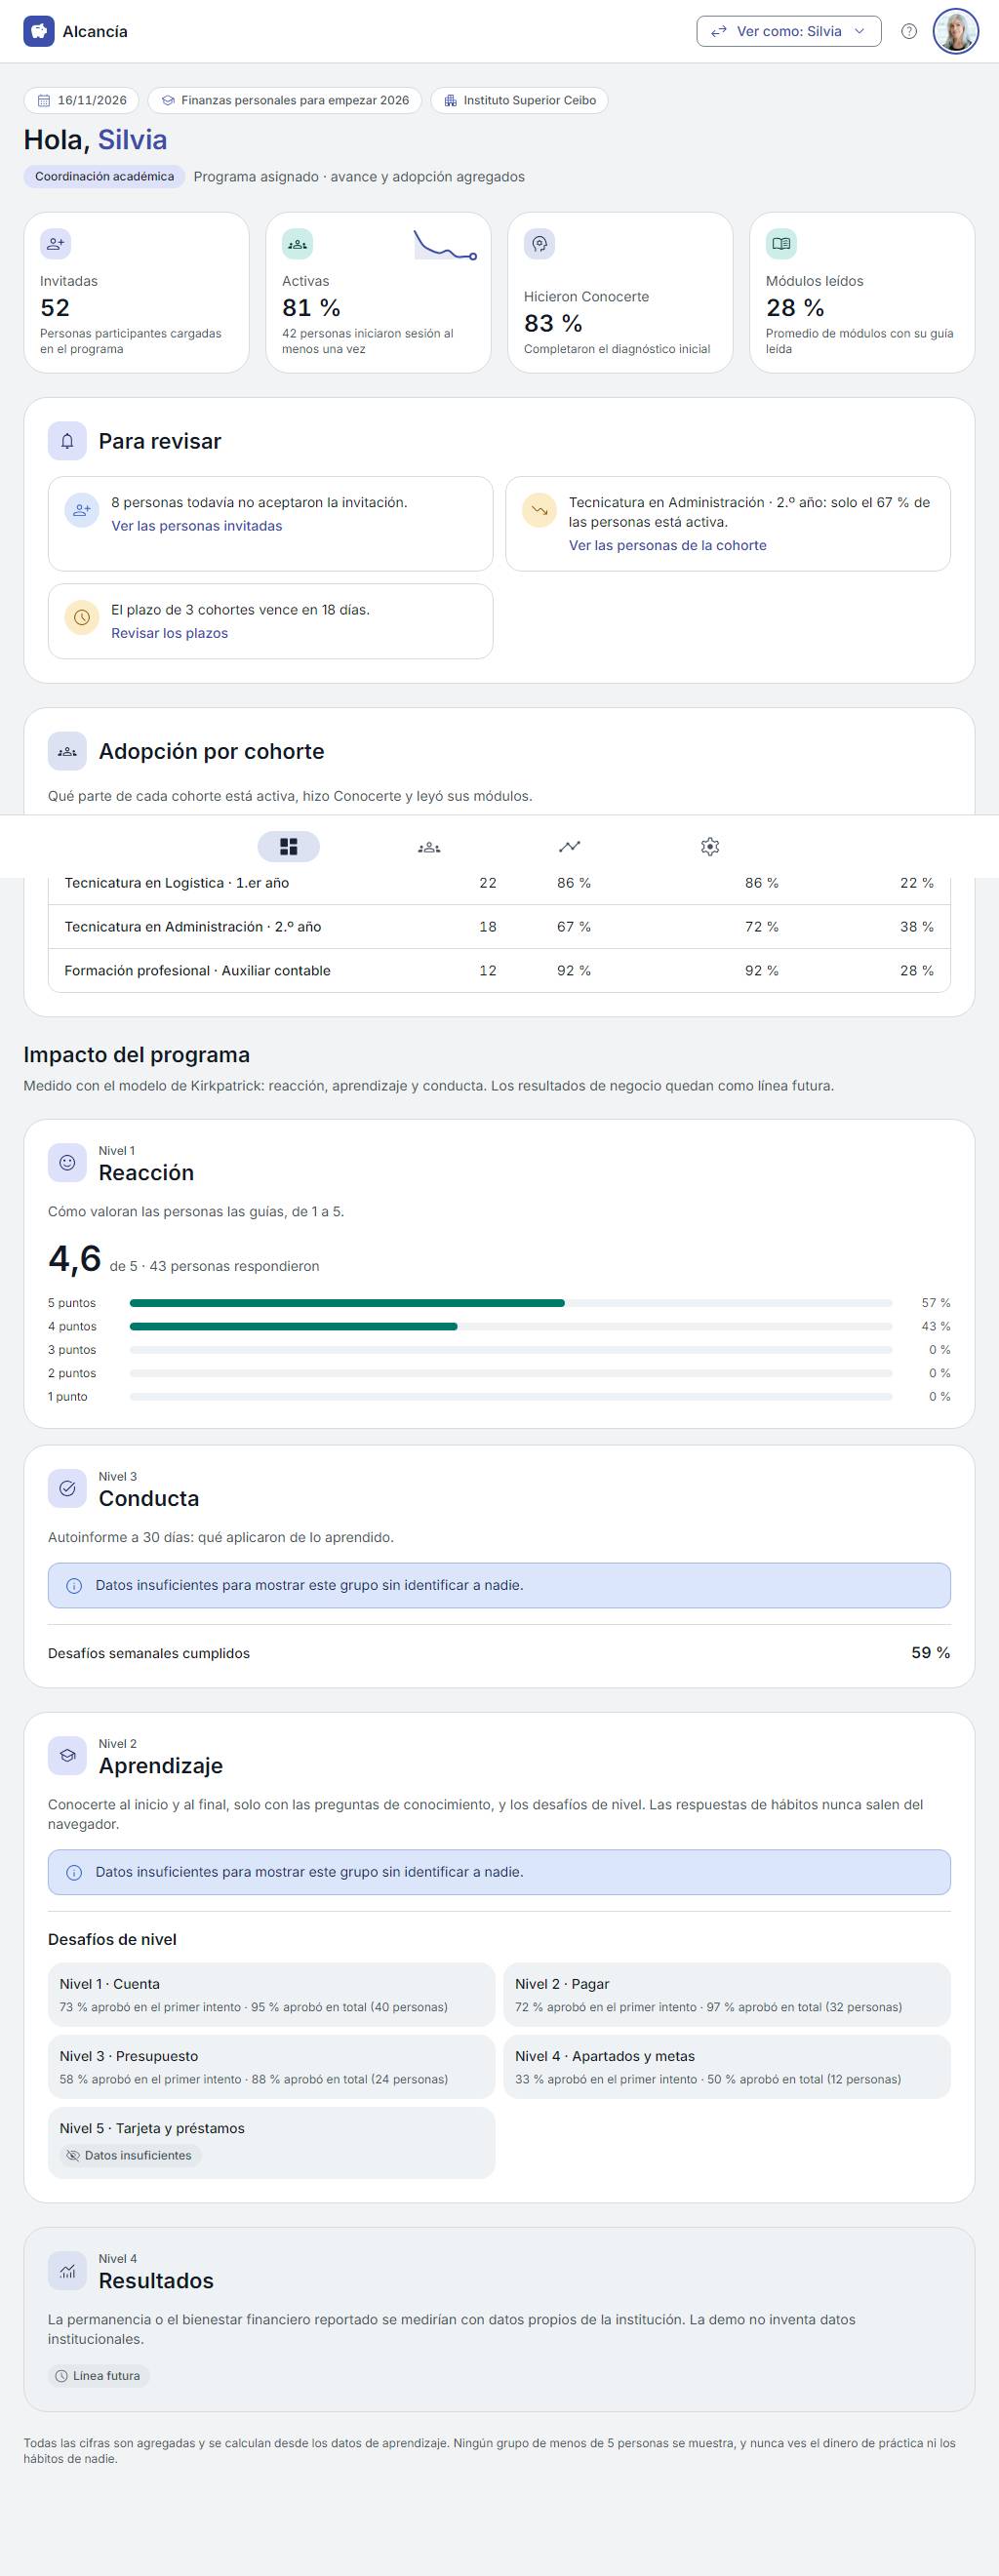 Alcancía
Ver como: Silvia
16/11/2026
Finanzas personales para empezar 2026
Instituto Superior Ceibo
Hola, Silvia
Coordinación académica
Programa asignado · avance y adopción agregados
Invitadas
52
Personas participantes cargadas
en el programa
Activas
81 %
42 personas iniciaron sesión al
menos una vez
Hicieron Conocerte
83 %
Completaron el diagnóstico inicial
Módulos leídos
28 %
Promedio de módulos con su guía
leída
Para revisar
8 personas todavía no aceptaron la invitación.
Ver las personas invitadas
Tecnicatura en Administración · 2.º año: solo el 67 % de
las personas está activa.
Ver las personas de la cohorte
El plazo de 3 cohortes vence en 18 días.
Revisar los plazos
Adopción por cohorte
Qué parte de cada cohorte está activa, hizo Conocerte y leyó sus módulos.
Tecnicatura en Logística · 1.er año 22 86 % 86 % 22 %
Tecnicatura en Administración · 2.º año 18 67 % 72 % 38 %
Formación profesional · Auxiliar contable 12 92 % 92 % 28 %
Impacto del programa
Medido con el modelo de Kirkpatrick: reacción, aprendizaje y conducta. Los resultados de negocio quedan como línea futura.
Nivel 1
Reacción
Cómo valoran las personas las guías, de 1 a 5.
4,6 de 5 · 43 personas respondieron
5 puntos 57 %
4 puntos 43 %
3 puntos 0 %
2 puntos 0 %
1 punto 0 %
Nivel 3
Conducta
Autoinforme a 30 días: qué aplicaron de lo aprendido.
Datos insuficientes para mostrar este grupo sin identificar a nadie.
Desafíos semanales cumplidos 59 %
Nivel 2
Aprendizaje
Conocerte al inicio y al final, solo con las preguntas de conocimiento, y los desafíos de nivel. Las respuestas de hábitos nunca salen del
navegador.
Datos insuficientes para mostrar este grupo sin identificar a nadie.
Desafíos de nivel
Nivel 1 · Cuenta
73 % aprobó en el primer intento · 95 % aprobó en total (40 personas)
Nivel 2 · Pagar
72 % aprobó en el primer intento · 97 % aprobó en total (32 personas)
Nivel 3 · Presupuesto
58 % aprobó en el primer intento · 88 % aprobó en total (24 personas)
Nivel 4 · Apartados y metas
33 % aprobó en el primer intento · 50 % aprobó en total (12 personas)
Nivel 5 · Tarjeta y préstamos
Datos insuficientes
Nivel 4
Resultados
La permanencia o el bienestar financiero reportado se medirían con datos propios de la institución. La demo no inventa datos
institucionales.
Línea futura
Todas las cifras son agregadas y se calculan desde los datos de aprendizaje. Ningún grupo de menos de 5 personas se muestra, y nunca ves el dinero de práctica ni los
hábitos de nadie.